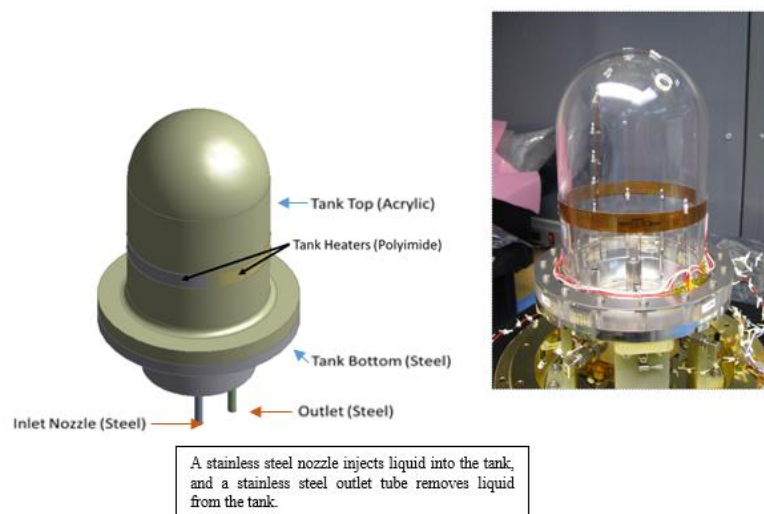 Tank Top (Acrylic)
Tank Heaters (Polyimide)
Tank Bottom (Steel)
Inlet Nozzle (Steel)
Outlet (Steel)
A stainless steel nozzle injects liquid into the tank,
and a stainless steel outlet tube removes liquid
from the tank.